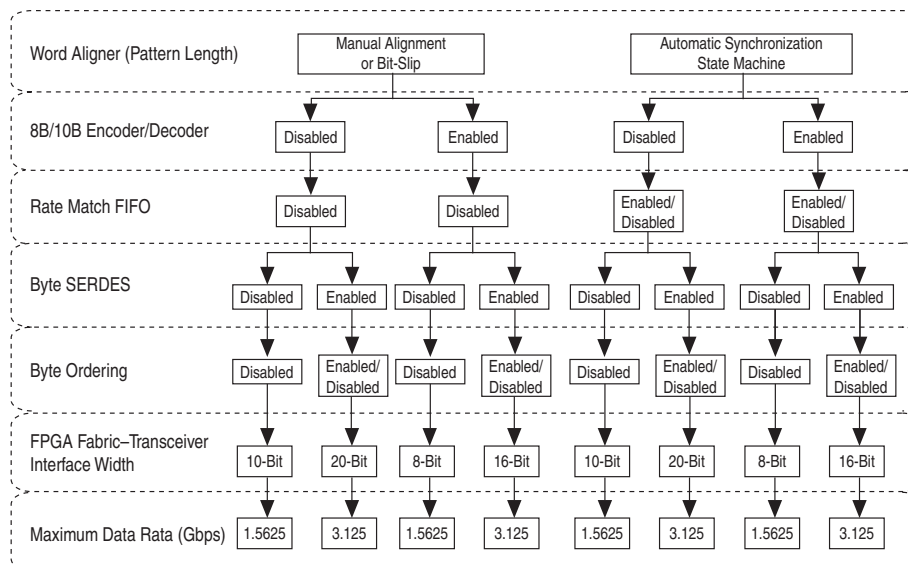 Word Aligner (Pattern Length)
Manual Alignment
or Bit-Slip
Automatic Synchronization
State Machine
8B/10B Encoder/Decoder
Disabled
Enabled
Disabled
Enabled
Rate Match FIFO
Disabled
Disabled
Enabled/
Disabled
Enabled/
Disabled
Byte SERDES
Disabled
Enabled
Disabled
Enabled
Disabled
Enabled
Disabled
Enabled
Byte Ordering
Disabled
Enabled/
Disabled
Disabled
Enabled/
Disabled
Disabled
Enabled/
Disabled
Disabled
Enabled/
Disabled
FPGA Fabric–Transceiver
Interface Width
10-Bit
20-Bit
8-Bit
16-Bit
10-Bit
20-Bit
8-Bit
16-Bit
Maximum Data Rata (Gbps)
1.5625
3.125
1.5625
3.125
1.5625
3.125
1.5625
3.125